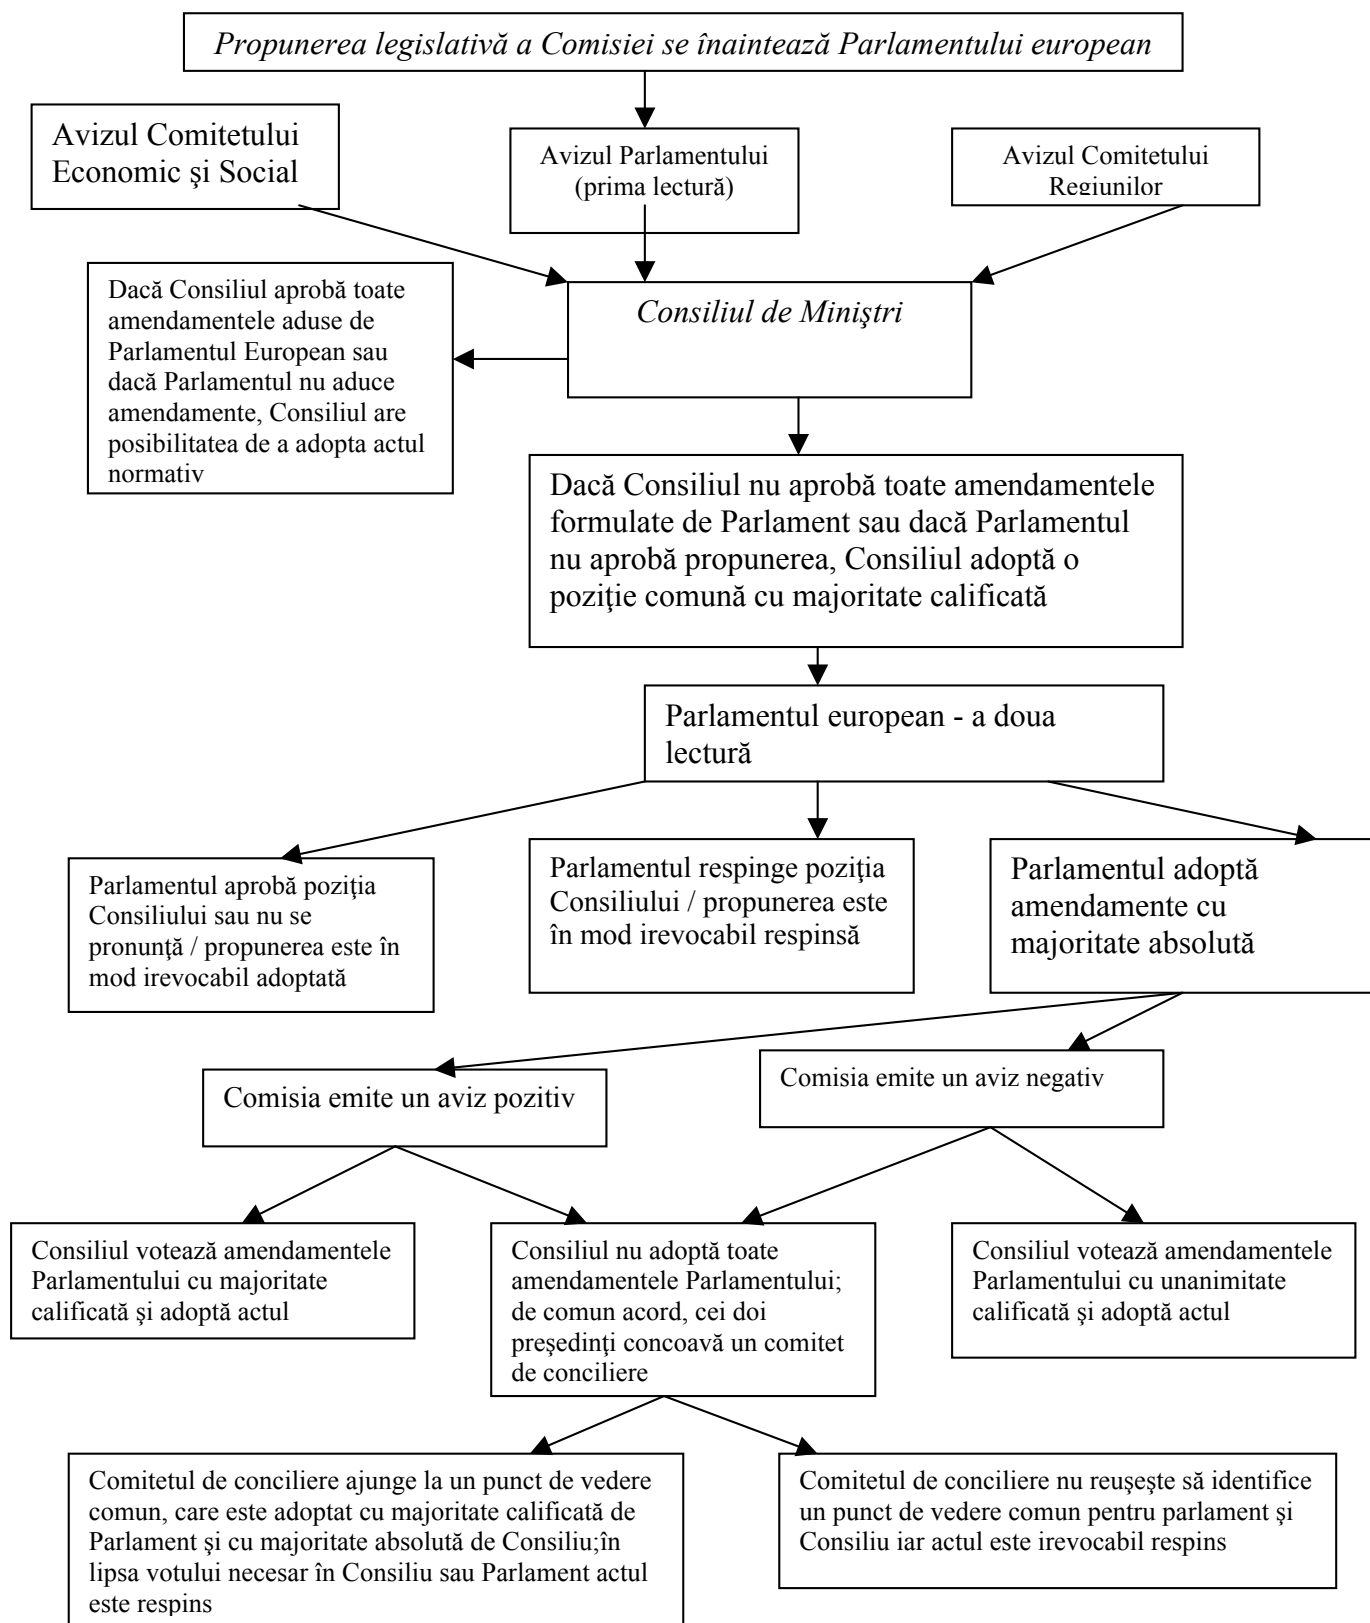 Propunerea legislativă a Comisiei se înaintează Parlamentului european
Avizul Comitetului
Economic şi Social
Avizul Parlamentului
(prima lectură)
Avizul Comitetului
Regiunilor
Dacă Consiliul aprobă toate
amendamentele aduse de
Parlamentul European sau
dacă Parlamentul nu aduce
amendamente, Consiliul are
posibilitatea de a adopta actul
normativ
Consiliul de Miniştri
Dacă Consiliul nu aprobă toate amendamentele
formulate de Parlament sau dacă Parlamentul
nu aprobă propunerea, Consiliul adoptă o
poziţie comună cu majoritate calificată
Parlamentul european - a doua
lectură
Parlamentul aprobă poziţia
Consiliului sau nu se
pronunţă / propunerea este în
mod irevocabil adoptată
Parlamentul respinge poziţia
Consiliului / propunerea este
în mod irevocabil respinsă
Parlamentul adoptă
amendamente cu
majoritate absolută
Comisia emite un aviz pozitiv
Comisia emite un aviz negativ
Consiliul votează amendamentele
Parlamentului cu majoritate
calificată şi adoptă actul
Consiliul nu adoptă toate
amendamentele Parlamentului;
de comun acord, cei doi
preşedinţi concoavă un comitet
de conciliere
Consiliul votează amendamentele
Parlamentului cu unanimitate
calificată şi adoptă actul
Comitetul de conciliere ajunge la un punct de vedere
comun, care este adoptat cu majoritate calificată de
Parlament şi cu majoritate absolută de Consiliu;în
lipsa votului necesar în Consiliu sau Parlament actul
este respins
Comitetul de conciliere nu reuşeşte să identifice
un punct de vedere comun pentru parlament şi
Consiliu iar actul este irevocabil respins